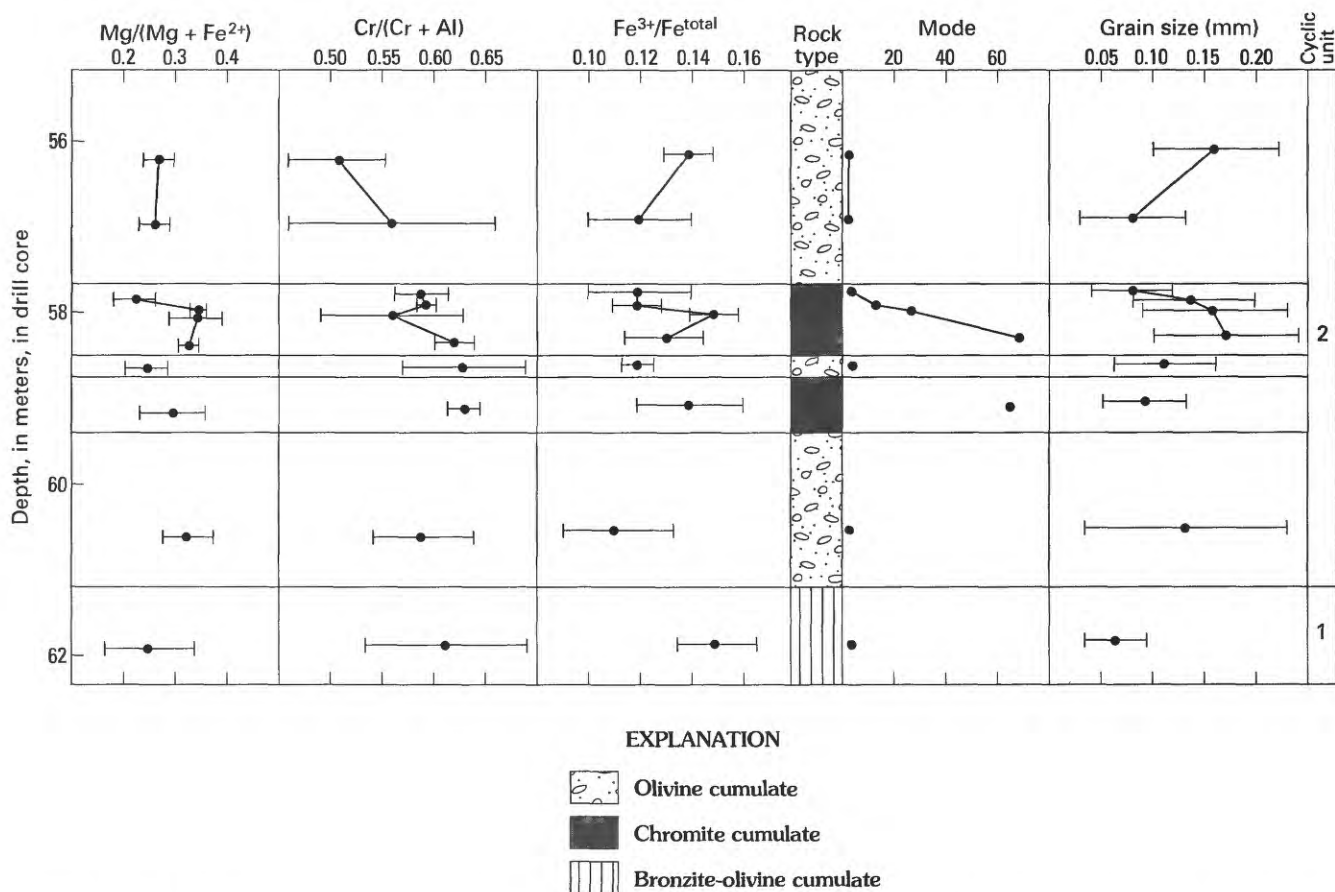 Mg/(Mg + Fe²⁺)
0.2 0.3 0.4
Cr/(Cr + Al)
0.50 0.55 0.60 0.65
Fe³⁺/Feᵗᵒᵗᵃˡ
0.10 0.12 0.14 0.16
Rock
type
Mode
20 60
Grain size (mm)
0.05 0.10 0.15 0.20
Cyclic
unit
Depth, in meters, in drill core
56
58
60
62
2
1
EXPLANATION
Olivine cumulate
Chromite cumulate
Bronzite-olivine cumulate